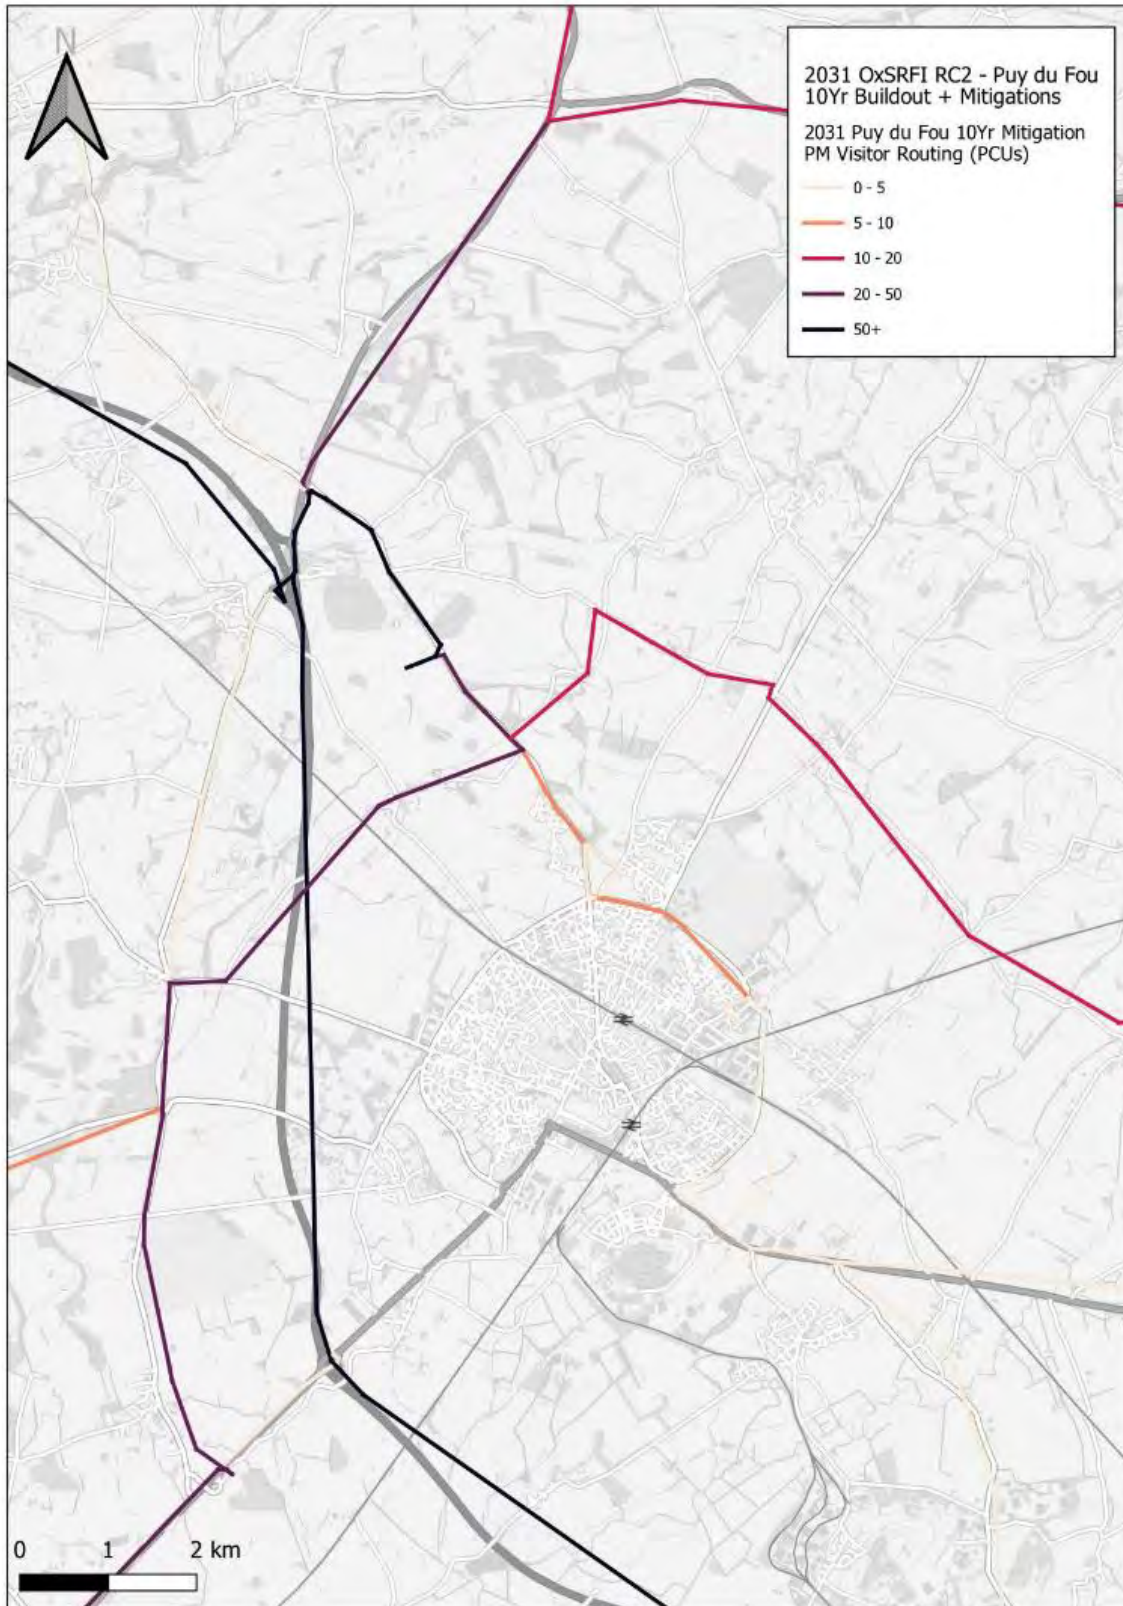 N
2031 OxSRFI RC2 - Puy du Fou
10Yr Buildout + Mitigations
2031 Puy du Fou 10Yr Mitigation
PM Visitor Routing (PCUs)
0 - 5
5 - 10
10 - 20
20 - 50
50+
0 1 2 km